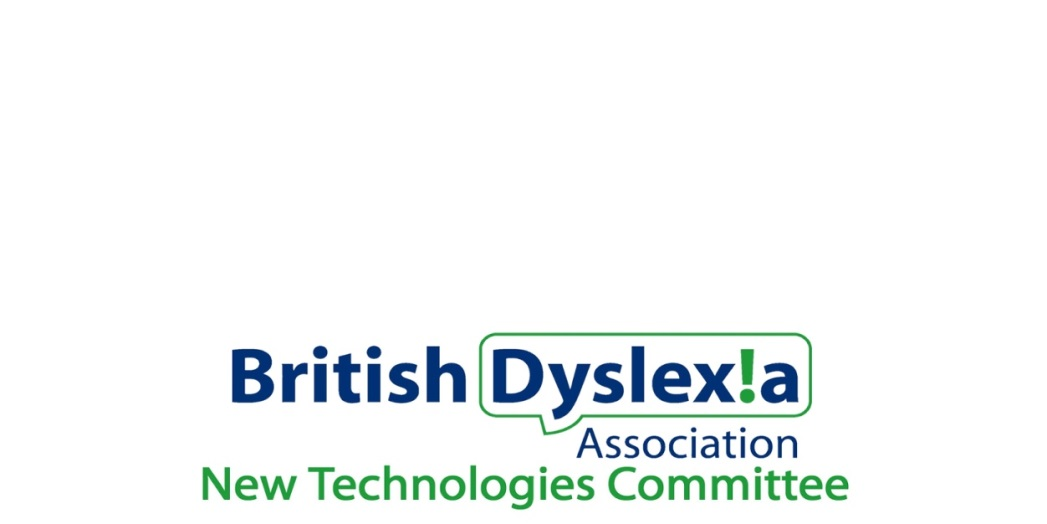 British Dyslex!a
Association
New Technologies Committee